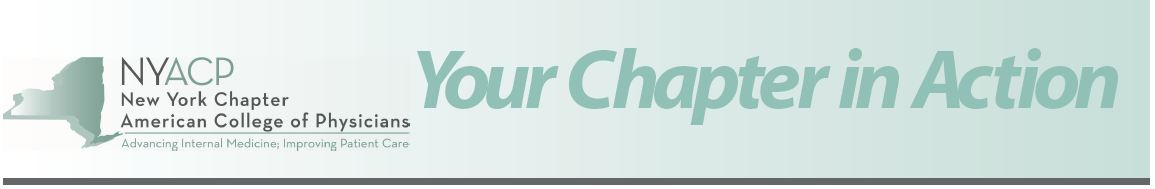 NYACP
New York Chapter
American College of Physicians
Advancing Internal Medicine; Improving Patient Care
Your Chapter in Action